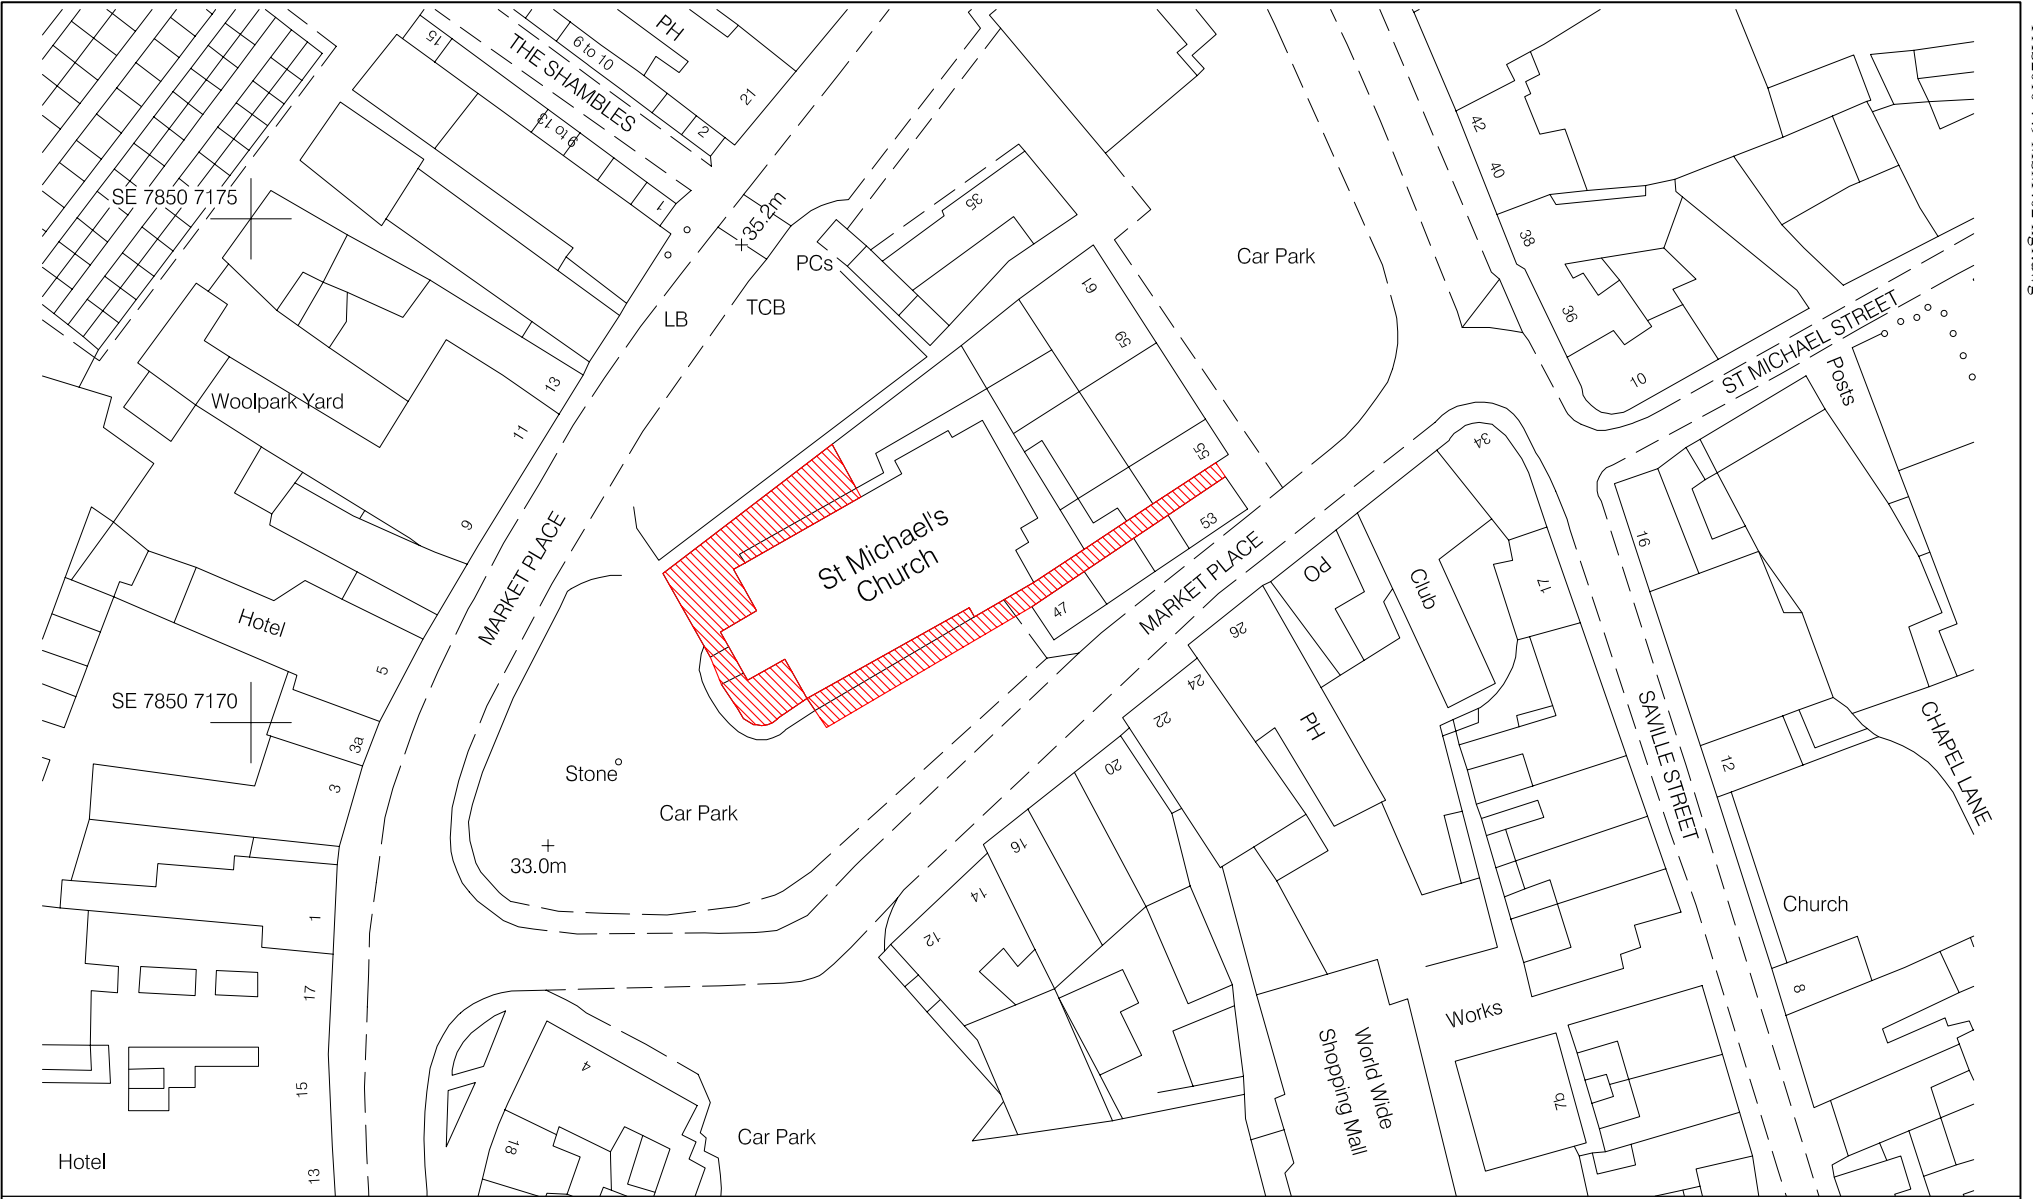 PH
15
9 to 10
THE SHAMBLES
21
2
9 to 13
1
SE 7850 7175
35.2m
35
PCs
TCB
LB
Car Park
42
40
38
36
10
ST MICHAEL STREET
Posts
61
59
55
53
47
Woolpark Yard
13
11
9
MARKET PLACE
St Michael's
Church
MARKET PLACE
34
PO
Club
17
16
Hotel
5
SE 7850 7170
3a
3
26
24
22
PH
20
SAVILLE STREET
12
CHAPEL LANE
Stone
Car Park
33.0m
16
14
12
1
Church
8
17
Works
World Wide
Shopping Mall
7b
15
4
18
Car Park
Hotel
13